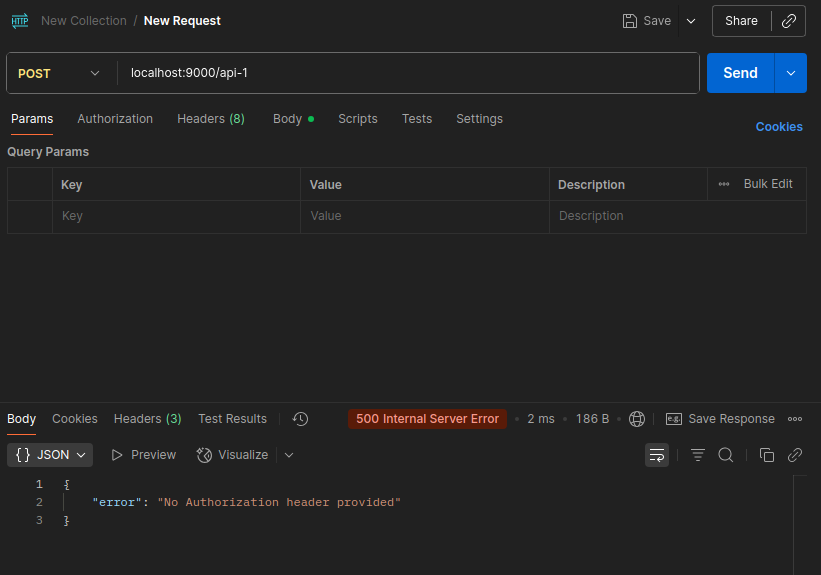 HTTP New Collection / New Request Save Share
POST localhost:9000/api-1 Send
Params Authorization Headers (8) Body Scripts Tests Settings Cookies
Query Params
Key Value Description Bulk Edit
Key Value Description
Body Cookies Headers (3) Test Results 500 Internal Server Error • 2 ms • 186 B • e.g. Save Response
{} JSON Preview Visualize
1 {
2 "error": "No Authorization header provided"
3 }